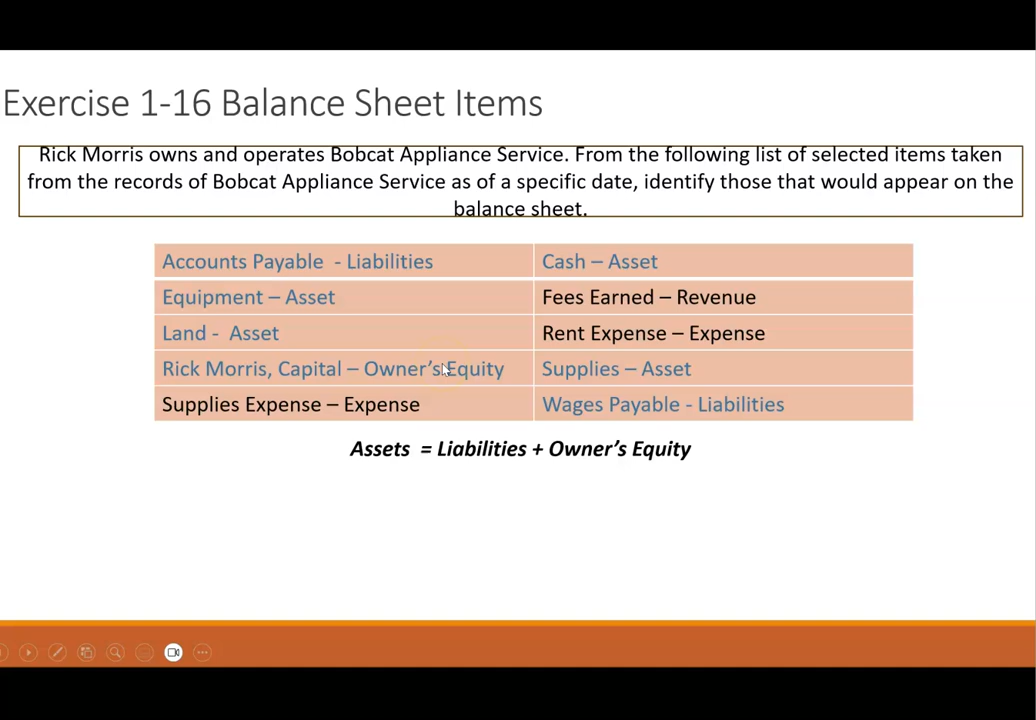 Exercise 1-16 Balance Sheet Items
Rick Morris owns and operates Bobcat Appliance Service. From the following list of selected items taken
from the records of Bobcat Appliance Service as of a specific date, identify those that would appear on the
balance sheet.
Accounts Payable - Liabilities
Cash – Asset
Equipment – Asset
Fees Earned – Revenue
Land - Asset
Rent Expense – Expense
Rick Morris, Capital – Owner's Equity
Supplies – Asset
Supplies Expense – Expense
Wages Payable - Liabilities
Assets = Liabilities + Owner's Equity